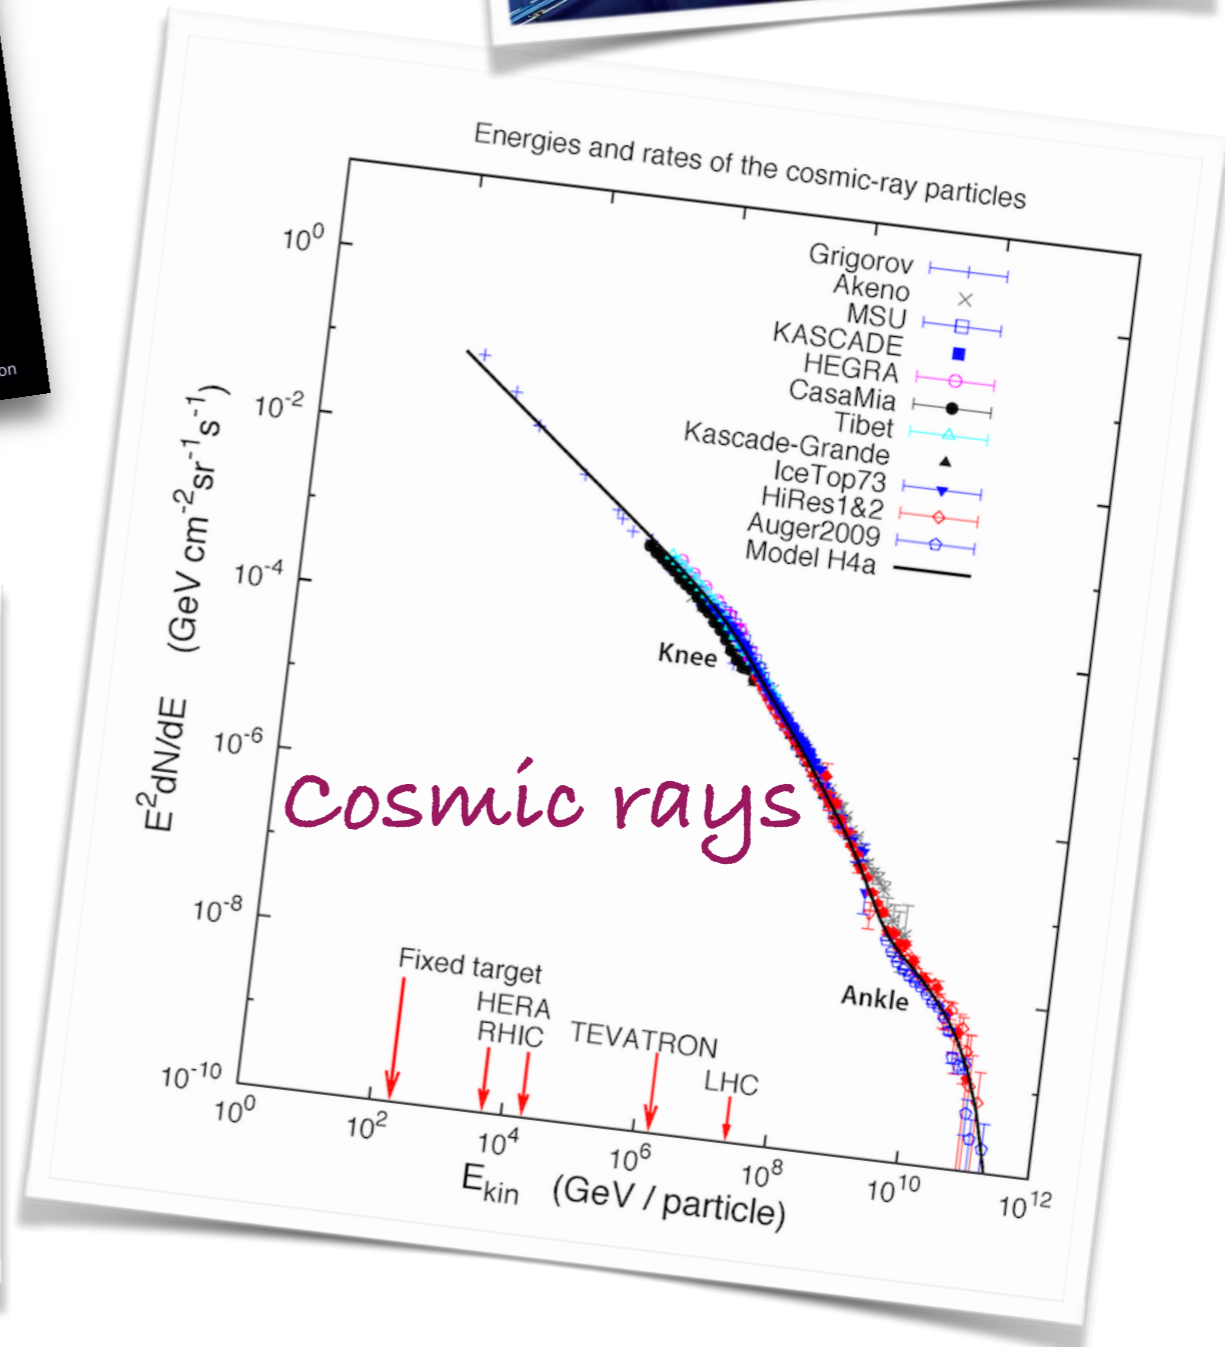 on
Energies and rates of the cosmic-ray particles
10^0
10^-2
10^-4
10^-6
10^-8
10^-10
E^2dN/dE (GeV cm^-2sr^-1s^-1)
Grigorov
Akeno
MSU
KASCADE
HEGRA
CasaMia
Tibet
Kascade-Grande
IceTop73
HiRes1&2
Auger2009
Model H4a
Knee
Cosmic rays
Ankle
Fixed target
HERA
RHIC
TEVATRON
LHC
10^0
10^2
10^4
10^6
10^8
10^10
10^12
E_kin (GeV / particle)